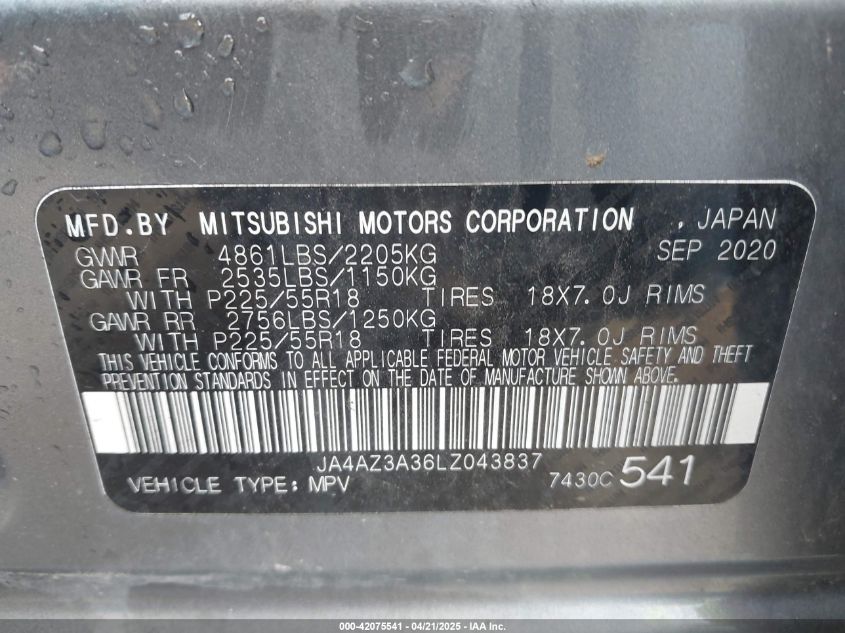 MFD.BY MITSUBISHI MOTORS CORPORATION , JAPAN
GVWR 4861LBS/2205KG SEP 2020
GAWR FR 2535LBS/1150KG
WITH P225/55R18 TIRES 18X7.0J RIMS
GAWR RR 2756LBS/1250KG
WITH P225/55R18 TIRES 18X7.0J RIMS
THIS VEHICLE CONFORMS TO ALL APPLICABLE FEDERAL MOTOR VEHICLE SAFETY AND THEFT
PREVENTION STANDARDS IN EFFECT ON THE DATE OF MANUFACTURE SHOWN ABOVE.
JA4AZ3A36LZ043837
VEHICLE TYPE: MPV 7430C 541
000-42075541 - 04/21/2025 - IAA Inc.